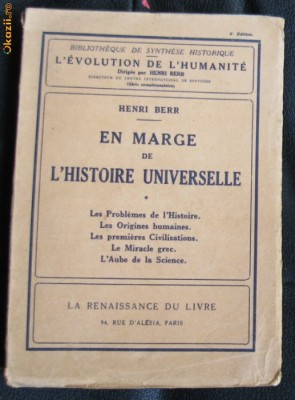 Okazii.ro
2e Édition.
BIBLIOTHÈQUE DE SYNTHÈSE HISTORIQUE
L'ÉVOLUTION DE L'HUMANITÉ
Dirigée par HENRI BERR
HENRI BERR
EN MARGE
DE
L'HISTOIRE UNIVERSELLE
*
Les Problèmes de l'Histoire.
Les Origines humaines.
Les premières Civilisations.
Le Miracle grec.
L'Aube de la Science.
LA RENAISSANCE DU LIVRE
94, RUE D'ALÉSIA, PARIS